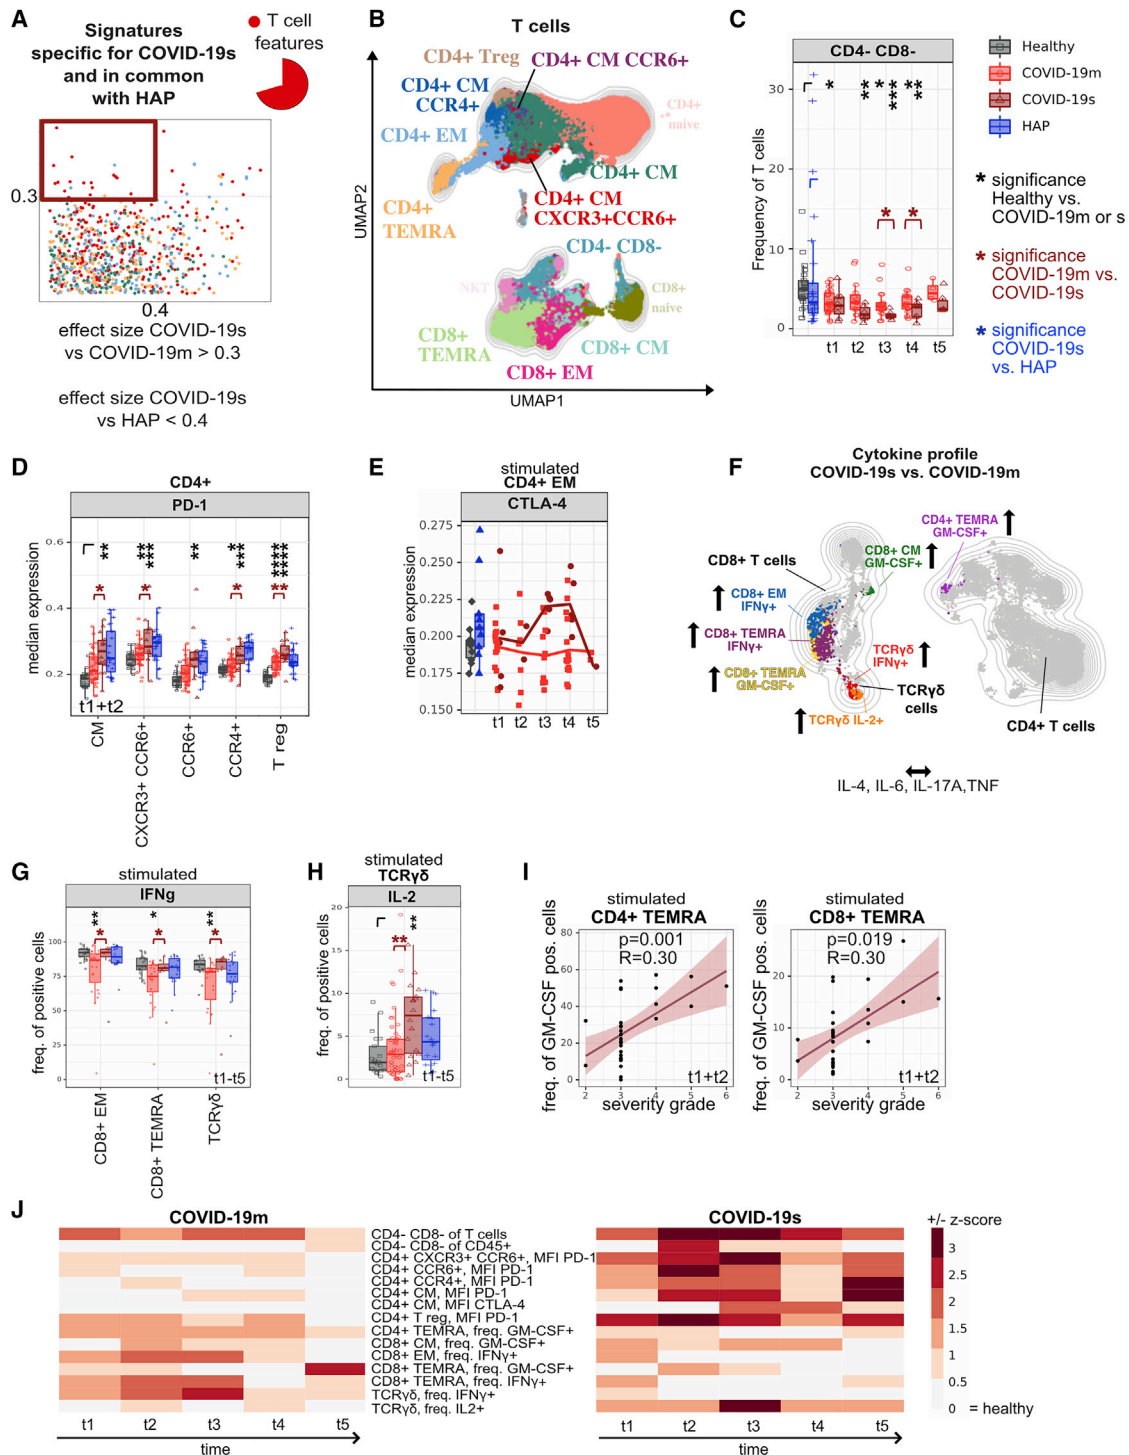 A
Signatures
specific for COVID-19s
and in common
with HAP
T cell
features
0.3
0.4
effect size COVID-19s
vs COVID-19m > 0.3
effect size COVID-19s
vs HAP < 0.4
B
T cells
CD4+ Treg
CD4+ CM CCR6+
CD4+ CM
CCR4+
CD4+
naive
CD4+ EM
CD4+ CM
CD4+
TEMRA
CD4+ CM
CXCR3+CCR6+
CD4- CD8-
NKT
CD8+
naive
CD8+
TEMRA
CD8+ CM
CD8+ EM
UMAP2
UMAP1
C
CD4- CD8-
Frequency of T cells
30
20
10
0
* ** * *** * **
* *
t1 t2 t3 t4 t5
Healthy
COVID-19m
COVID-19s
HAP
* significance
Healthy vs.
COVID-19m or s
* significance
COVID-19m vs.
COVID-19s
* significance
COVID-19s
vs. HAP
D
CD4+
PD-1
median expression
0.6
0.4
0.2
t1+t2
CM
CXCR3+ CCR6+
CCR6+
CCR4+
T reg
E
stimulated
CD4+ EM
CTLA-4
median expression
0.275
0.250
0.225
0.200
0.175
0.150
t1 t2 t3 t4 t5
F
Cytokine profile
COVID-19s vs. COVID-19m
CD4+ TEMRA
GM-CSF+
CD8+ T cells
CD8+ CM
GM-CSF+
CD8+ EM
IFNγ+
CD8+ TEMRA
IFNγ+
TCRγδ
IFNγ+
CD8+ TEMRA
GM-CSF+
TCRγδ
cells
TCRγδ IL-2+
CD4+ T cells
IL-4, IL-6, IL-17A,TNF
G
stimulated
IFNg
freq. of positive cells
100
75
50
25
0
** * **
* * *
t1-t5
CD8+ EM
CD8+ TEMRA
TCRγδ
H
stimulated
TCRγδ
IL-2
freq. of positive cells
20
15
10
5
0
**
**
t1-t5
I
stimulated
CD4+ TEMRA
freq. of GM-CSF pos. cells
p=0.001
R=0.30
80
60
40
20
0
t1+t2
2 3 4 5 6
severity grade
stimulated
CD8+ TEMRA
freq. of GM-CSF pos. cells
p=0.019
R=0.30
20
10
0
t1+t2
2 3 4 5 6
severity grade
J
COVID-19m
COVID-19s
CD4- CD8- of T cells
CD4- CD8- of CD45+
CD4+ CXCR3+ CCR6+, MFI PD-1
CD4+ CCR6+, MFI PD-1
CD4+ CCR4+, MFI PD-1
CD4+ CM, MFI PD-1
CD4+ CM, MFI CTLA-4
CD4+ T reg, MFI PD-1
CD4+ TEMRA, freq. GM-CSF+
CD8+ CM, freq. GM-CSF+
CD8+ EM, freq. IFNγ+
CD8+ TEMRA, freq. GM-CSF+
CD8+ TEMRA, freq. IFNγ+
TCRγδ, freq. IFNγ+
TCRγδ, freq. IL2+
t1 t2 t3 t4 t5
time
t1 t2 t3 t4 t5
time
+/- z-score
3
2.5
2
1.5
1
0.5
0 = healthy